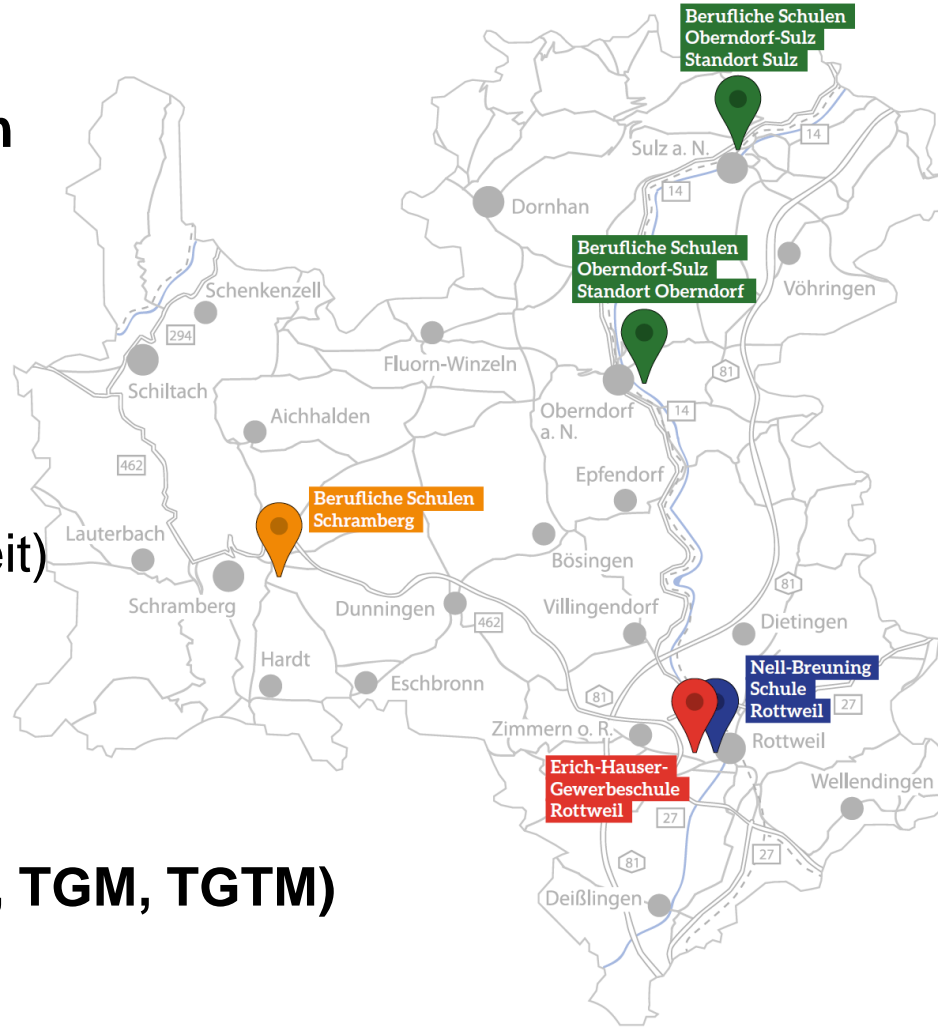 Berufliche Schulen
Oberndorf-Sulz
Standort Sulz
n
14
Sulz a. N.
14
Dornhan
Berufliche Schulen
Oberndorf-Sulz
Standort Oberndorf
Vöhringen
Schenkenzell
294
Fluorn-Winzeln
81
Schiltach
Oberndorf
a. N.
14
Aichhalden
462
Epfendorf
Berufliche Schulen
Schramberg
Lauterbach
eit)
Bösingen
81
Schramberg
Dunningen
462
Villingendorf
Dietingen
Hardt
Eschbronn
Nell-Breuning
Schule
Rottweil
81
27
Zimmern o. R.
Rottweil
Erich-Hauser-
Gewerbeschule
Rottweil
Wellendingen
27
27
81
, TGM, TGTM)
Deißlingen